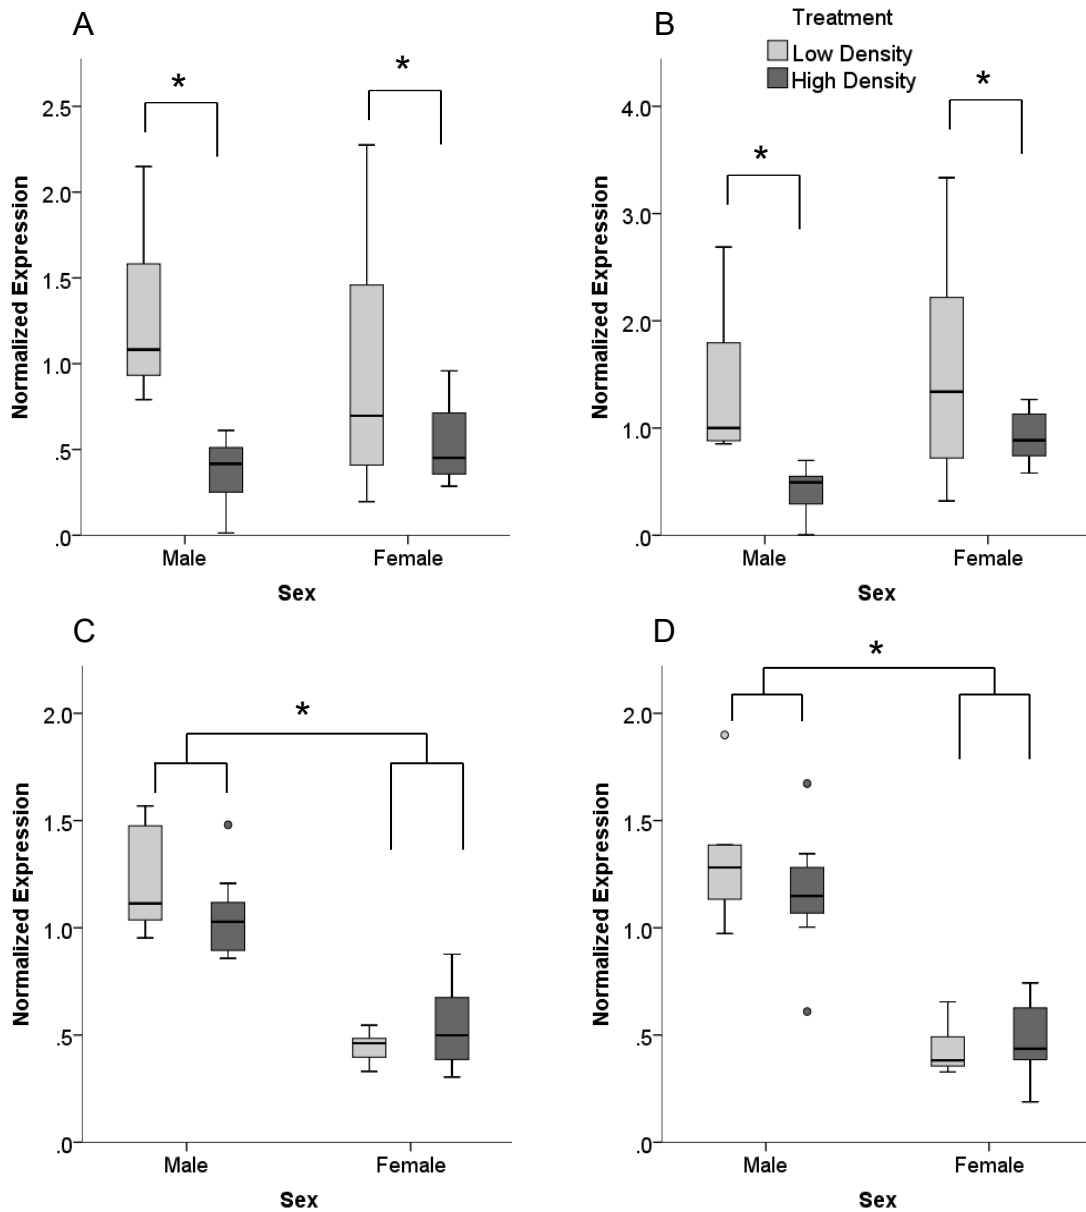 A
*
*
2.5
2.0
1.5
1.0
.5
.0
Normalized Expression
Male
Female
Sex
B
Treatment
Low Density
High Density
*
*
4.0
3.0
2.0
1.0
.0
Normalized Expression
Male
Female
Sex
C
*
2.0
1.5
1.0
.5
.0
Normalized Expression
Male
Female
Sex
D
*
2.0
1.5
1.0
.5
.0
Normalized Expression
Male
Female
Sex